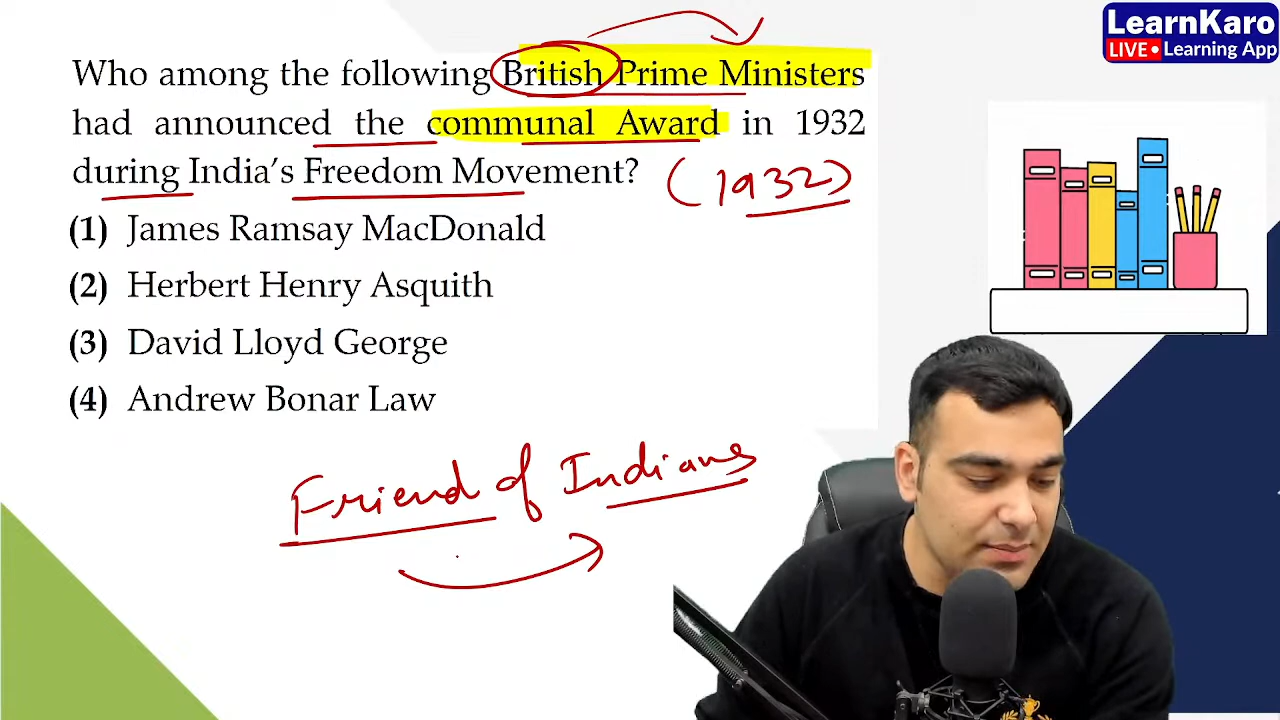 LearnKaro
LIVE • Learning App
Who among the following British Prime Ministers
had announced the communal Award in 1932
during India's Freedom Movement? (1932)
(1) James Ramsay MacDonald
(2) Herbert Henry Asquith
(3) David Lloyd George
(4) Andrew Bonar Law
Friend of Indians